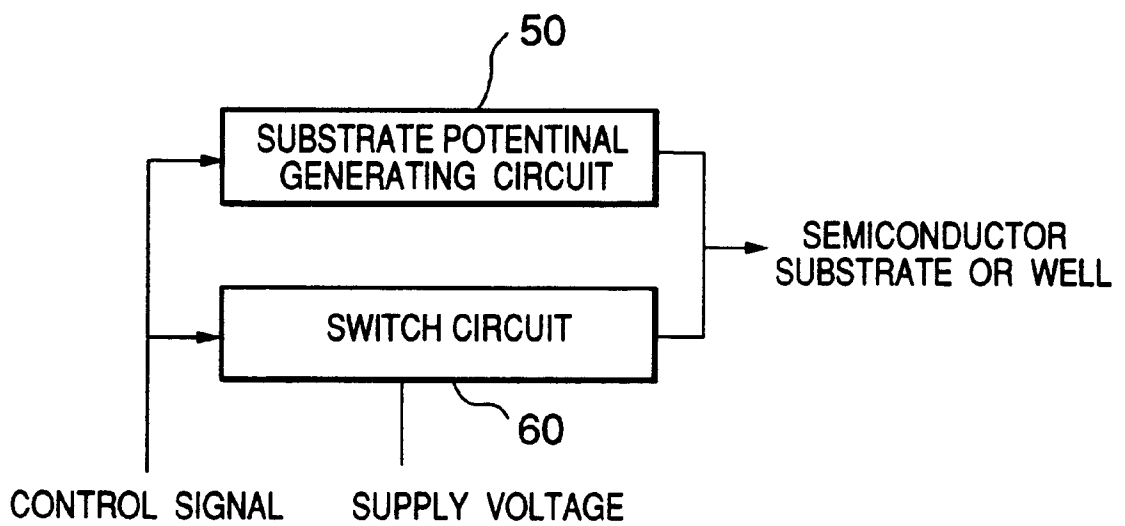 50
SUBSTRATE POTENTINAL
GENERATING CIRCUIT
SEMICONDUCTOR
SUBSTRATE OR WELL
SWITCH CIRCUIT
60
CONTROL SIGNAL
SUPPLY VOLTAGE